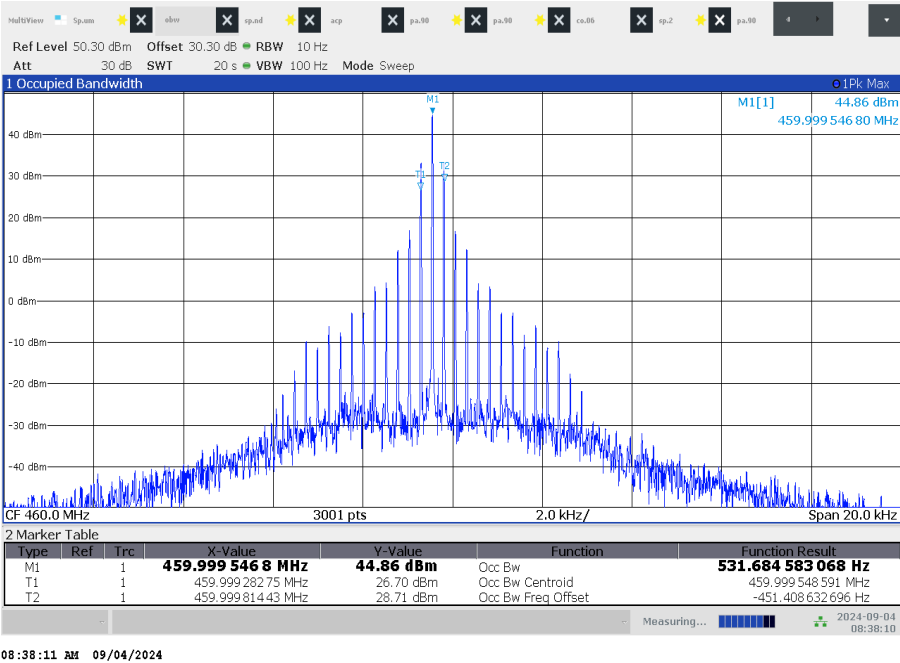 MultiView Sp.um obw sp.nd acp pa.90 pa.90 co.06 sp.2 pa.90
Ref Level 50.30 dBm Offset 30.30 dB RBW 10 Hz
Att 30 dB SWT 20 s VBW 100 Hz Mode Sweep
1 Occupied Bandwidth 1Pk Max
M1[1] 44.86 dBm
459.999 546 80 MHz
M1
40 dBm
T1 T2
30 dBm
20 dBm
10 dBm
0 dBm
-10 dBm
-20 dBm
-30 dBm
-40 dBm
CF 460.0 MHz 3001 pts 2.0 kHz/ Span 20.0 kHz
2 Marker Table
Type Ref Trc X-Value Y-Value Function Function Result
M1 1 459.999 546 8 MHz 44.86 dBm Occ Bw 531.684 583 068 Hz
T1 1 459.999 282 75 MHz 26.70 dBm Occ Bw Centroid 459.999 548 591 MHz
T2 1 459.999 814 43 MHz 28.71 dBm Occ Bw Freq Offset -451.408 632 696 Hz
Measuring... 2024-09-04
08:38:10
08:38:11 AM 09/04/2024